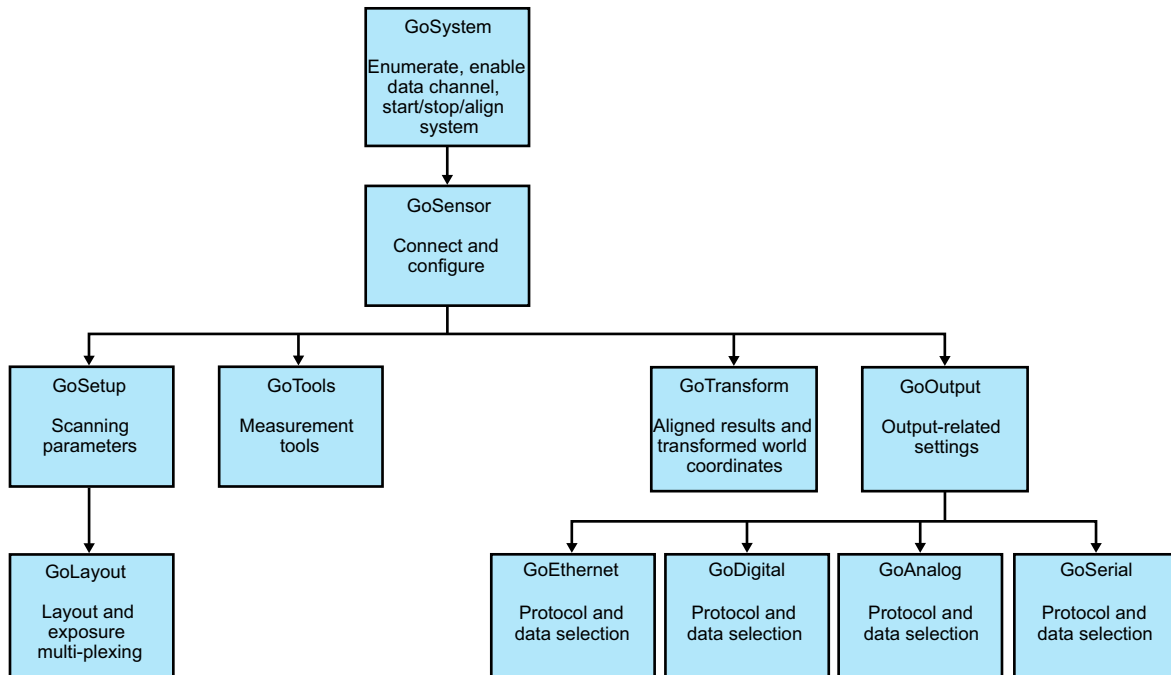 GoSystem
Enumerate, enable
data channel,
start/stop/align
system
GoSensor
Connect and
configure
GoSetup
Scanning
parameters
GoTools
Measurement
tools
GoTransform
Aligned results and
transformed world
coordinates
GoOutput
Output-related
settings
GoLayout
Layout and
exposure
multi-plexing
GoEthernet
Protocol and
data selection
GoDigital
Protocol and
data selection
GoAnalog
Protocol and
data selection
GoSerial
Protocol and
data selection